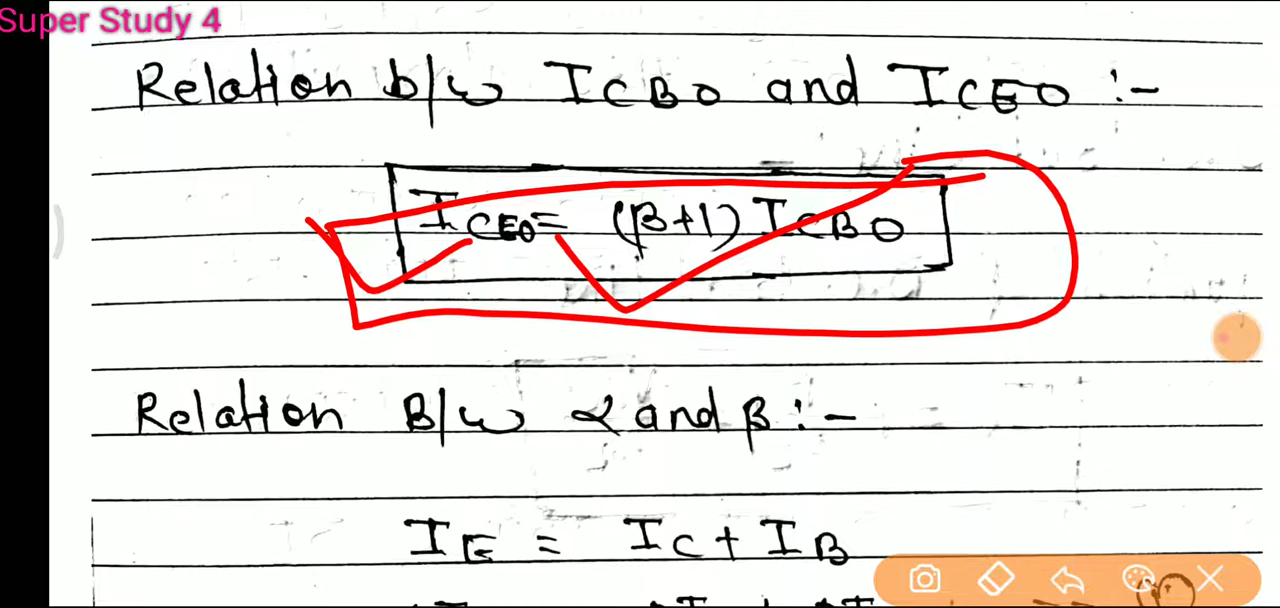 Super Study 4
Relation b/w ICBO and ICEO :-
ICEO = (β+1) ICBO
Relation B/w α and β :-
IE = IC + IB